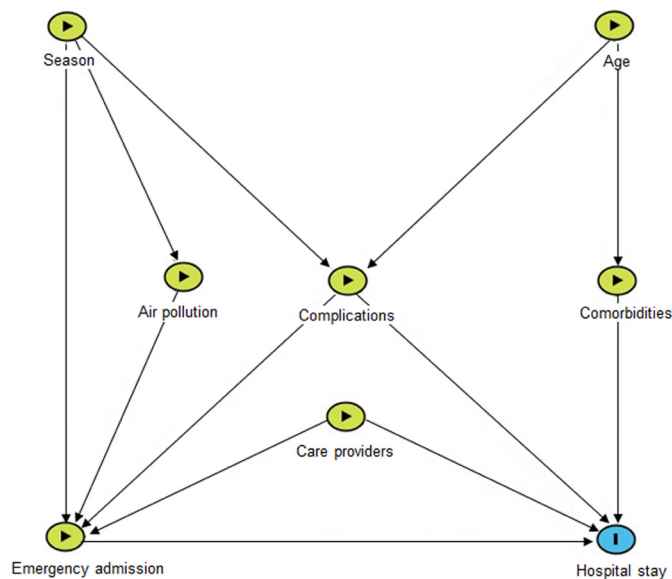 Season
Age
Air pollution
Complications
Comorbidities
Care providers
Emergency admission
Hospital stay